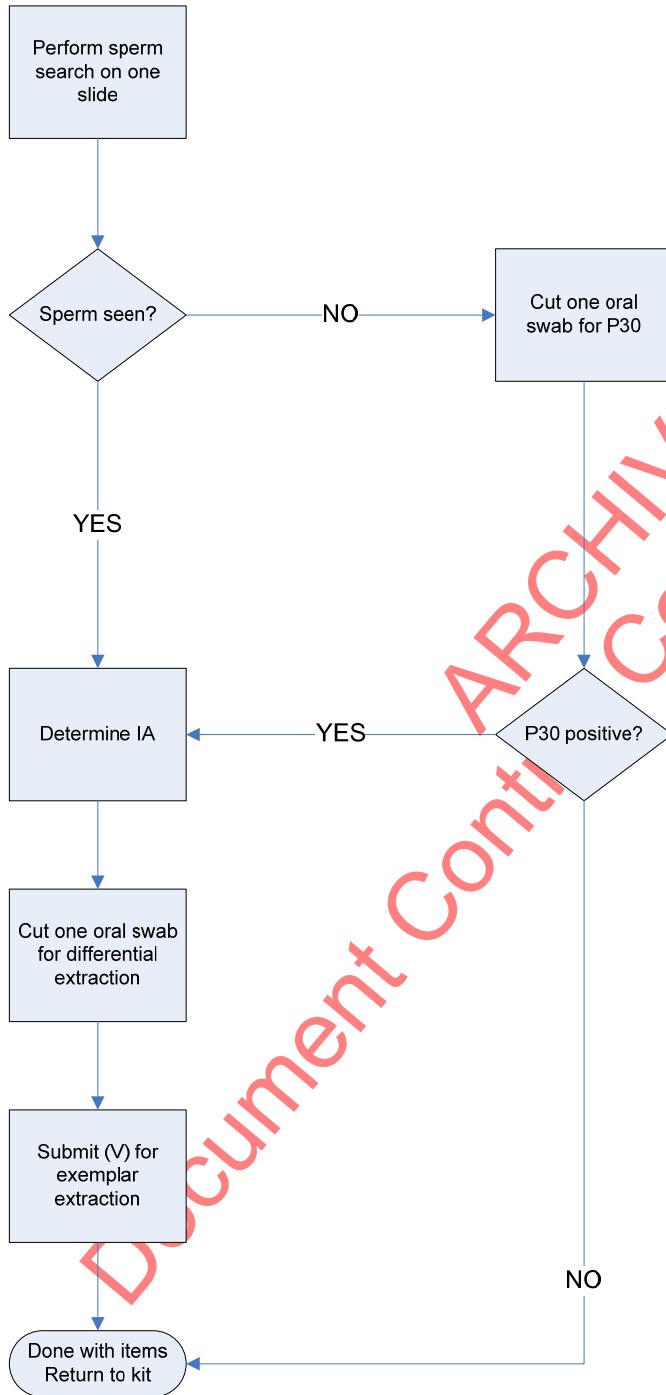 Perform sperm
search on one
slide
Sperm seen?
NO
Cut one oral
swab for P30
YES
Determine IA
YES
P30 positive?
Cut one oral swab
for differential
extraction
Submit (V) for
exemplar
extraction
NO
Done with items
Return to kit
Document